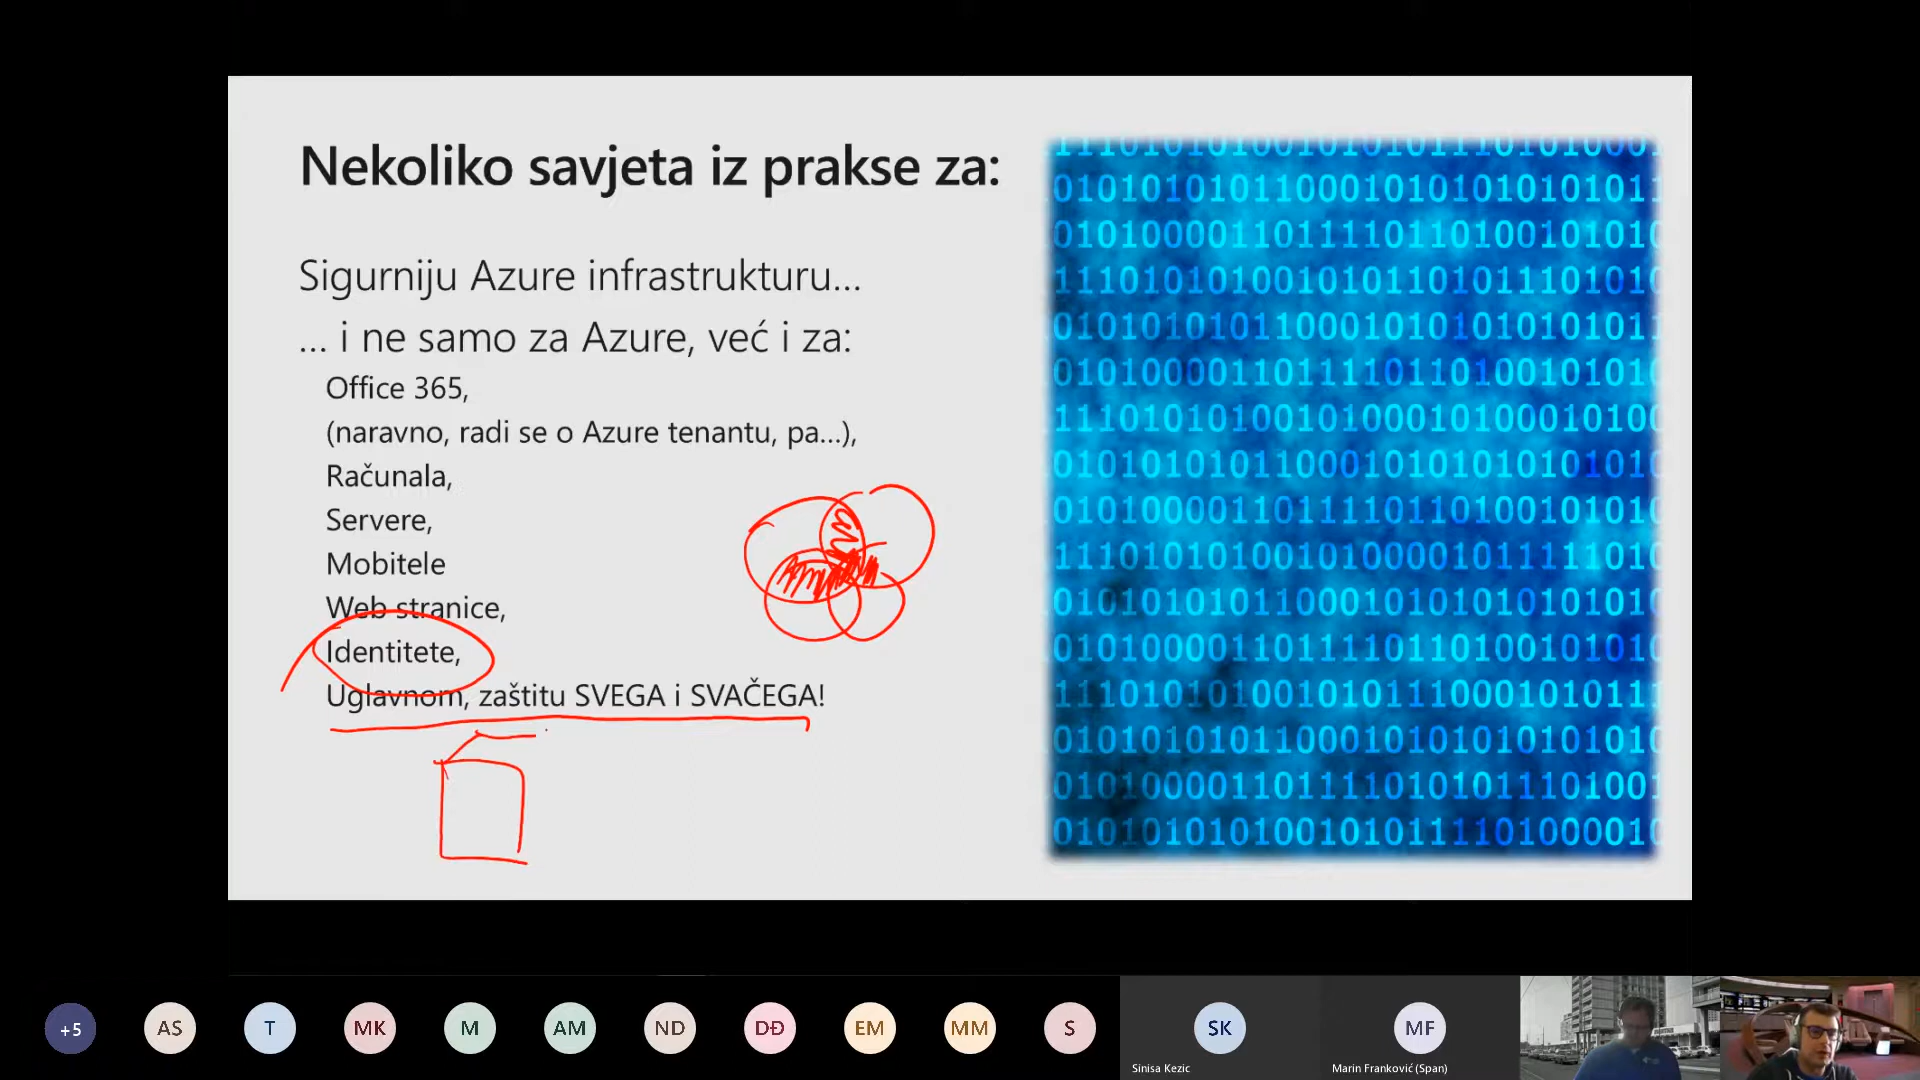 Nekoliko savjeta iz prakse za:
Sigurniju Azure infrastrukturu...
... i ne samo za Azure, već i za:
Office 365,
(naravno, radi se o Azure tenantu, pa...),
Računala,
Servere,
Mobitele
Web stranice,
Identitete,
Uglavnom, zaštitu SVEGA i SVAČEGA!
+5
AS
T
MK
M
AM
ND
DĐ
EM
MM
S
SK
MF
Sinisa Kezic
Marin Franković (Span)